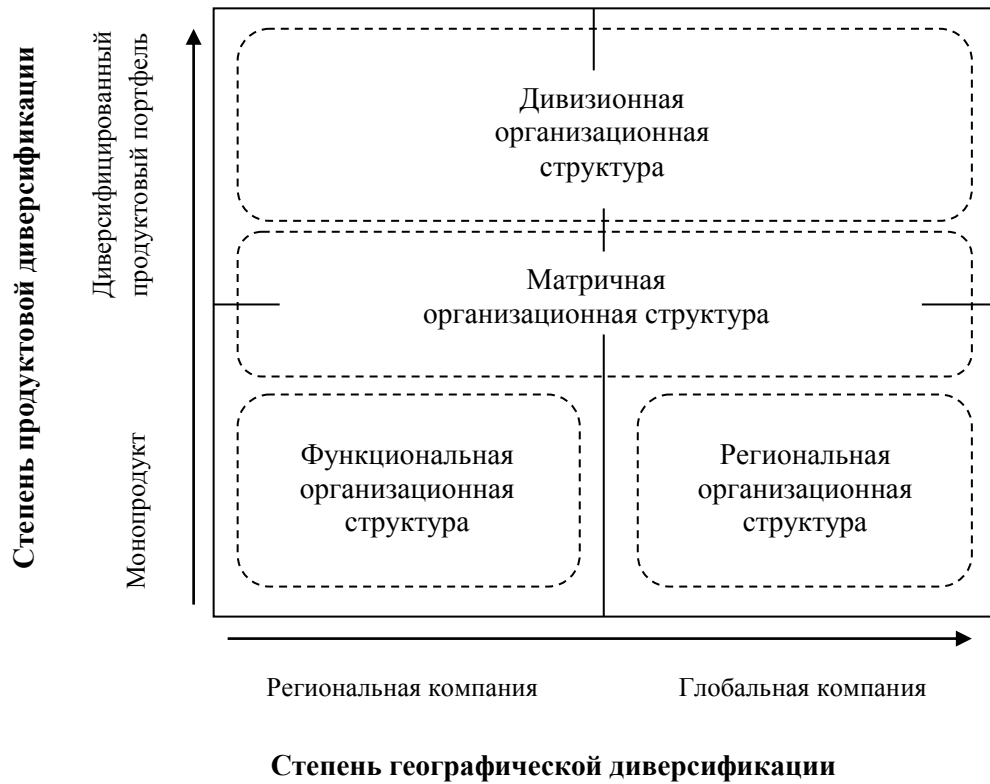 Степень продуктовой диверсификации
Диверсифицированный
продуктовый портфель
Монопродукт
Дивизионная
организационная
структура
Матричная
организационная структура
Функциональная
организационная
структура
Региональная
организационная
структура
Региональная компания
Глобальная компания
Степень географической диверсификации